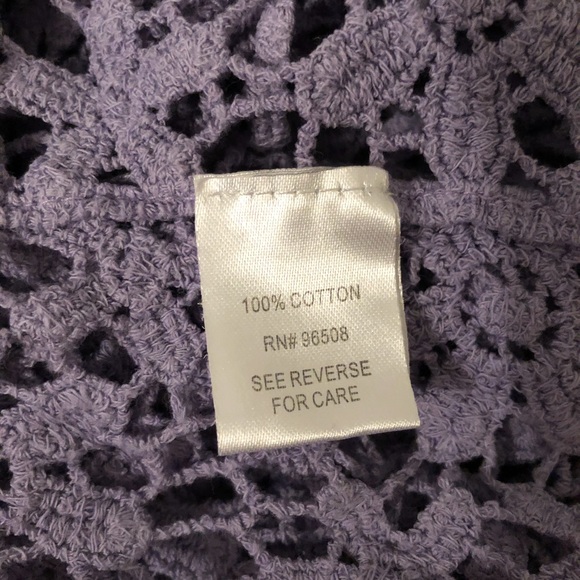 100% COTTON
RN# 96508
SEE REVERSE
FOR CARE